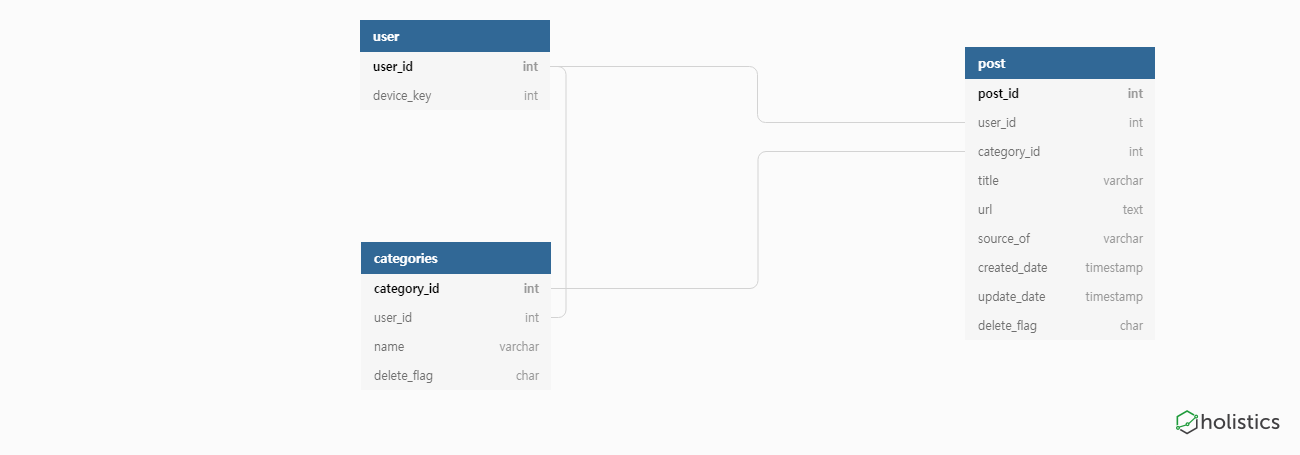 user
user_id int
device_key int
categories
category_id int
user_id int
name varchar
delete_flag char
post
post_id int
user_id int
category_id int
title varchar
url text
source_of varchar
created_date timestamp
update_date timestamp
delete_flag char
holistics